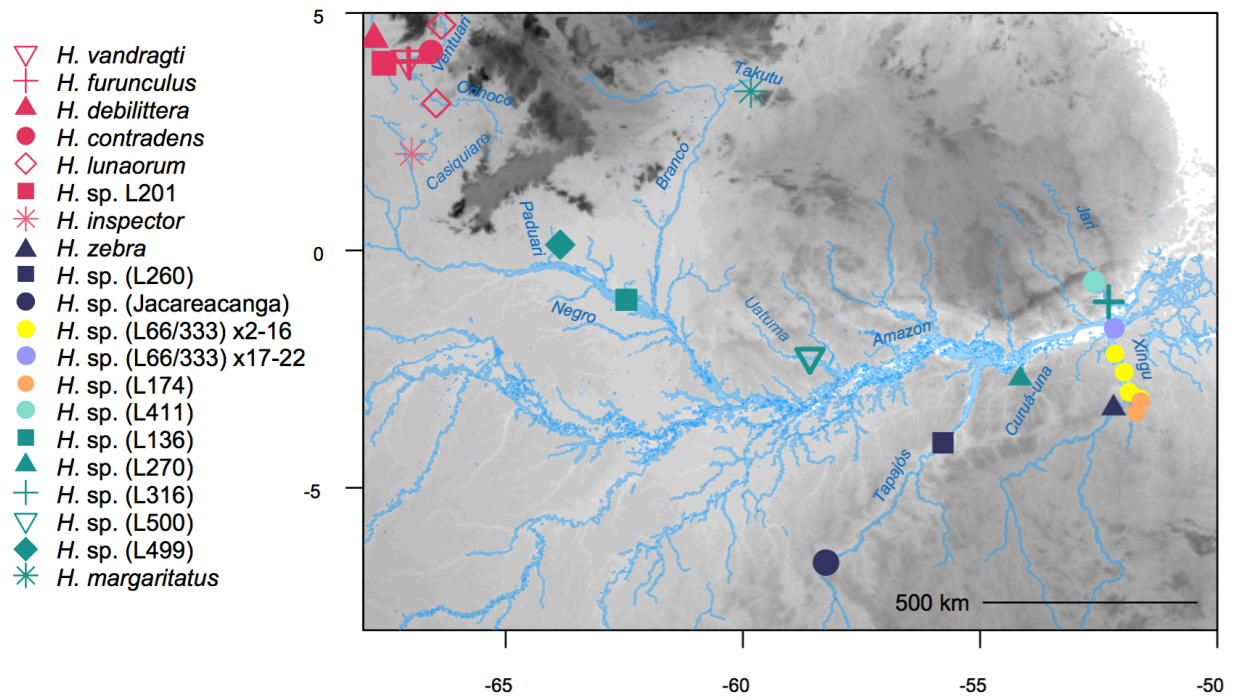 H. vandragti
H. furunculus
H. debilittera
H. contradens
H. lunaorum
H. sp. L201
H. inspector
H. zebra
H. sp. (L260)
H. sp. (Jacareacanga)
H. sp. (L66/333) x2-16
H. sp. (L66/333) x17-22
H. sp. (L174)
H. sp. (L411)
H. sp. (L136)
H. sp. (L270)
H. sp. (L316)
H. sp. (L500)
H. sp. (L499)
H. margaritatus
5
0
-5
Ventuari
Orinoco
Casiquiare
Takutu
Branco
Paduari
Negro
Uatuma
Amazon
Jari
Xingu
Curuà-una
Tapajós
500 km
-65
-60
-55
-50